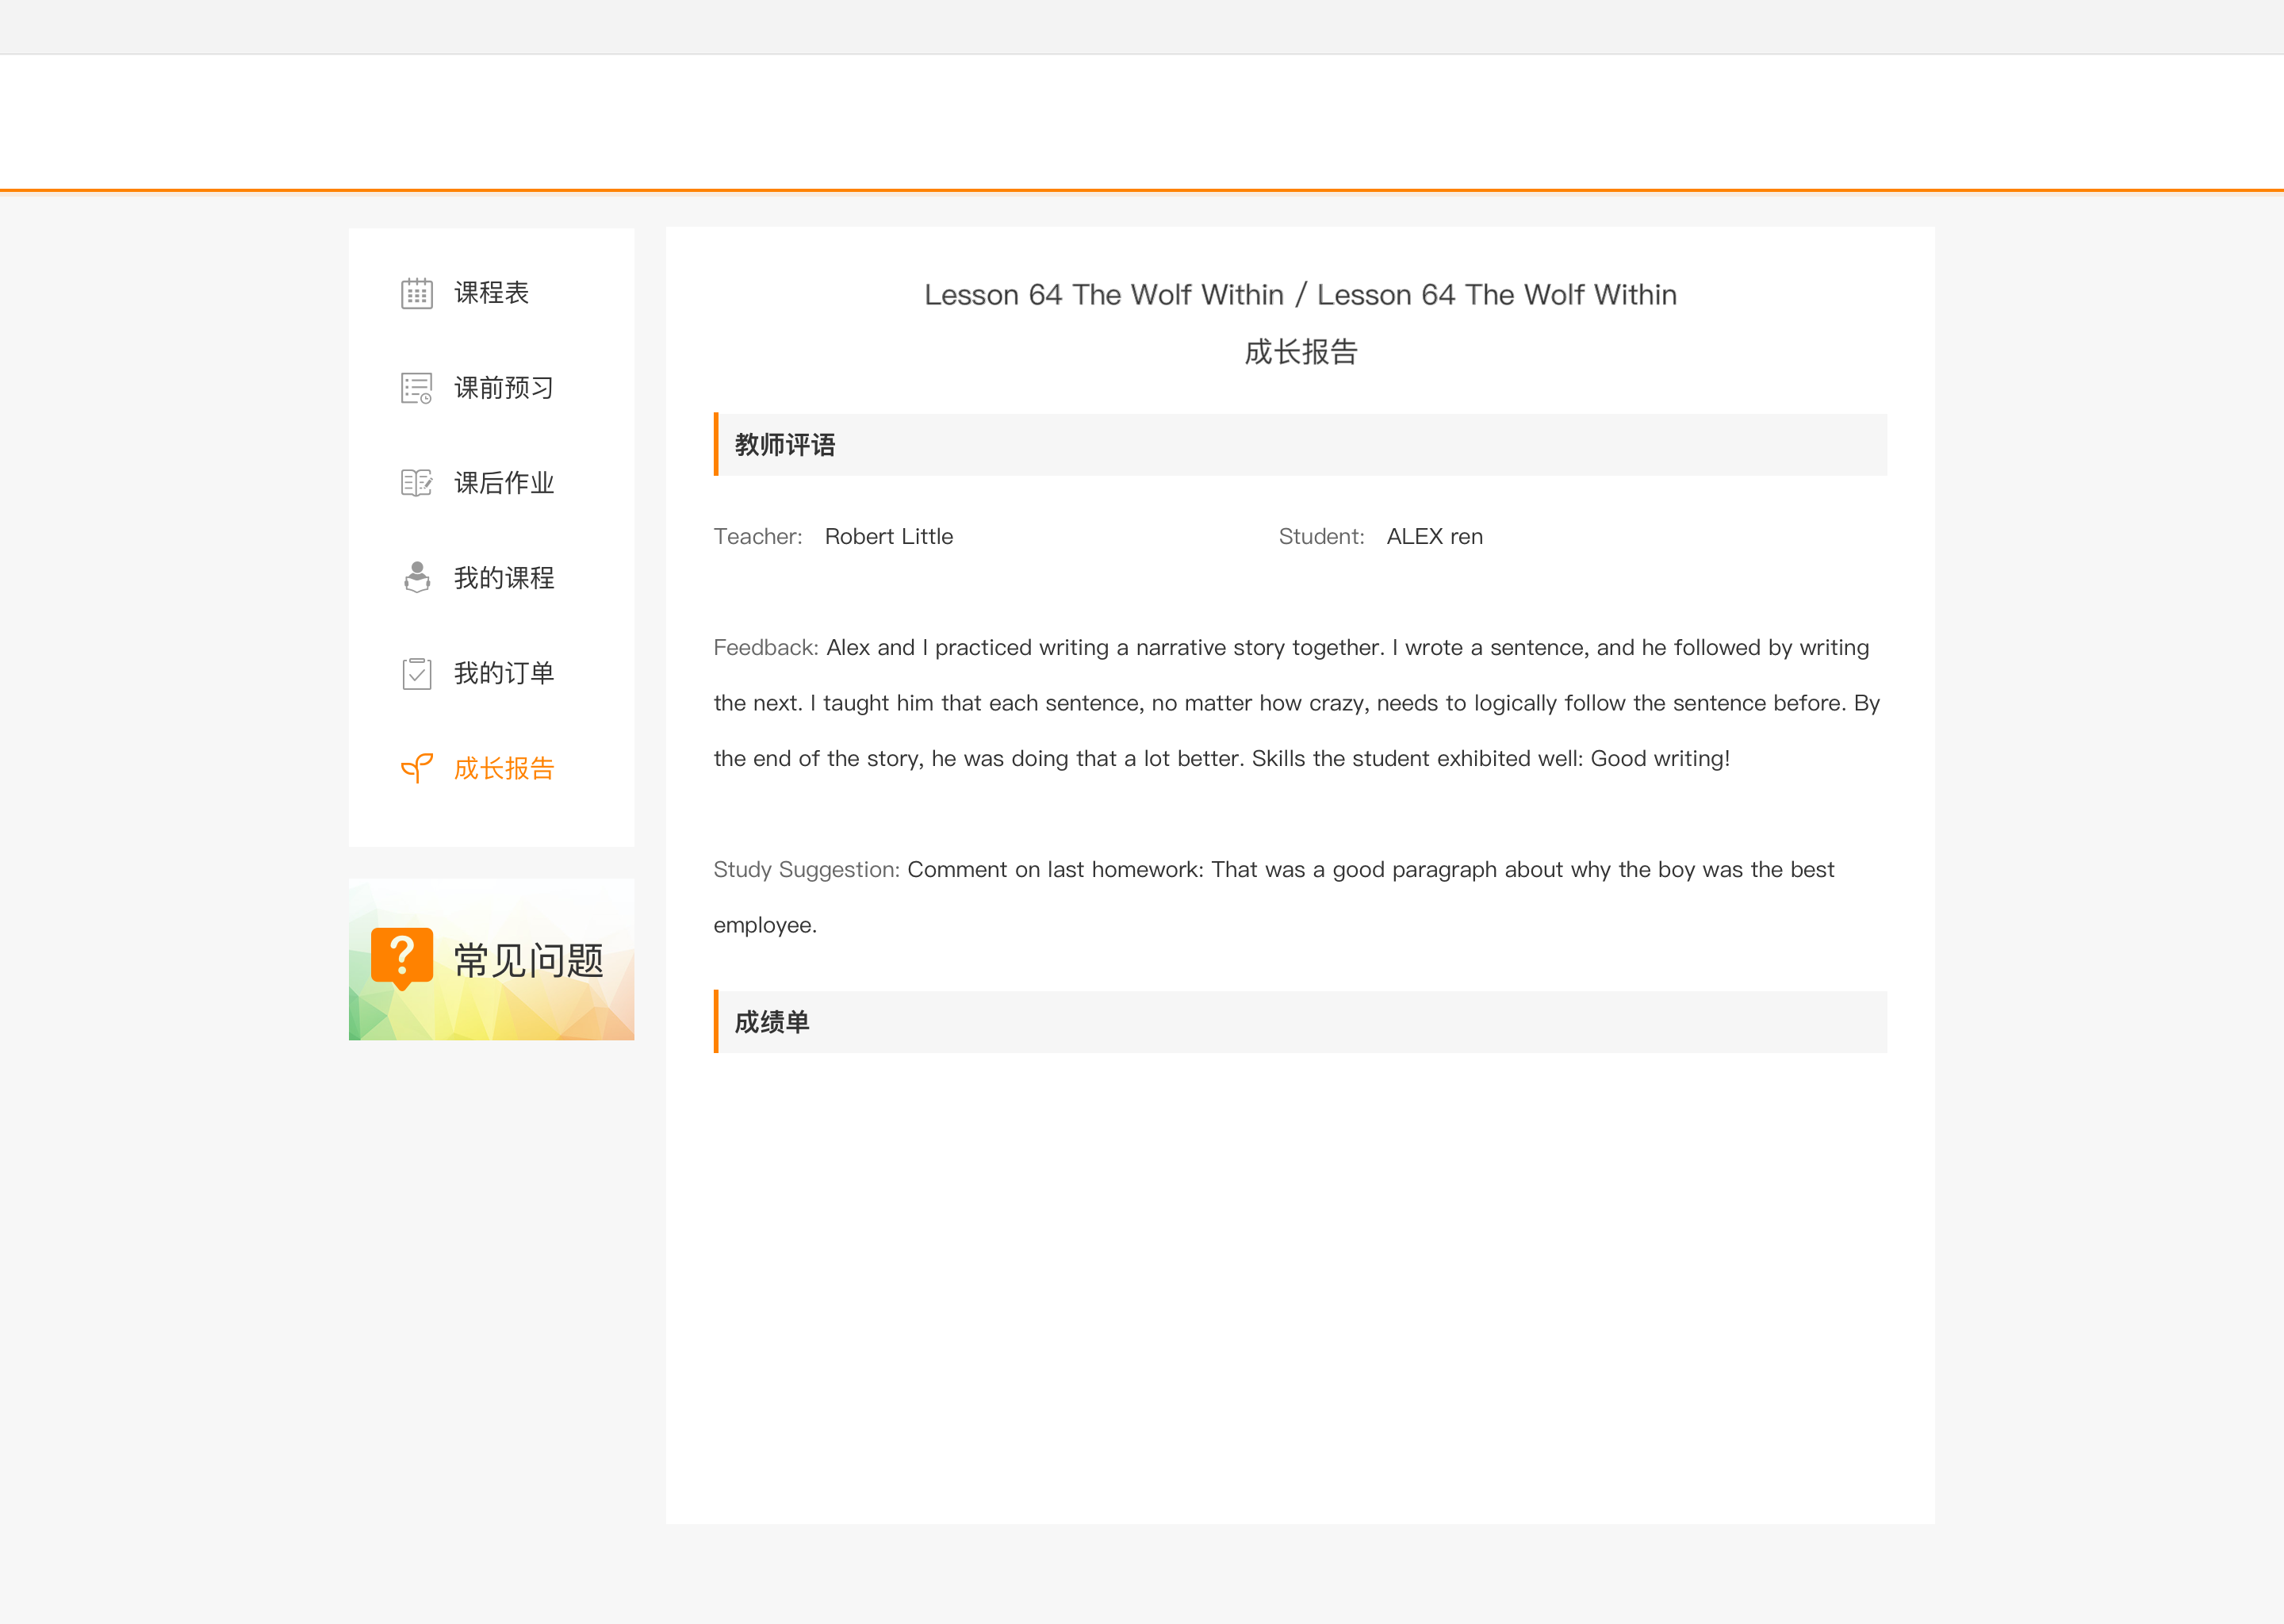 课程表
课前预习
课后作业
我的课程
我的订单
成长报告
常见问题
Lesson 64 The Wolf Within / Lesson 64 The Wolf Within
成长报告
教师评语
Teacher: Robert Little
Student: ALEX ren
Feedback: Alex and I practiced writing a narrative story together. I wrote a sentence, and he followed by writing
the next. I taught him that each sentence, no matter how crazy, needs to logically follow the sentence before. By
the end of the story, he was doing that a lot better. Skills the student exhibited well: Good writing!
Study Suggestion: Comment on last homework: That was a good paragraph about why the boy was the best
employee.
成绩单